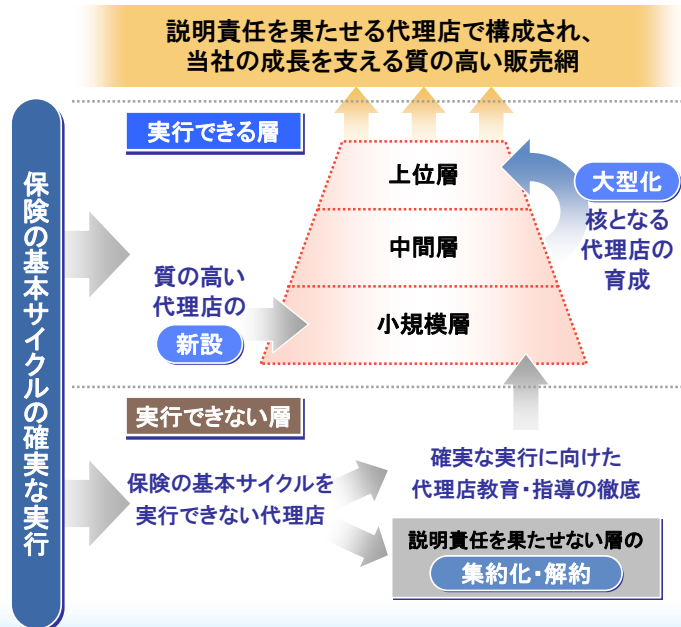 説明責任を果たせる代理店で構成され、
当社の成長を支える質の高い販売網
保険の基本サイクルの確実な実行
実行できる層
上位層
中間層
小規模層
大型化
核となる
代理店の
育成
質の高い
代理店の
新設
実行できない層
保険の基本サイクルを
実行できない代理店
確実な実行に向けた
代理店教育・指導の徹底
説明責任を果たせない層の
集約化・解約